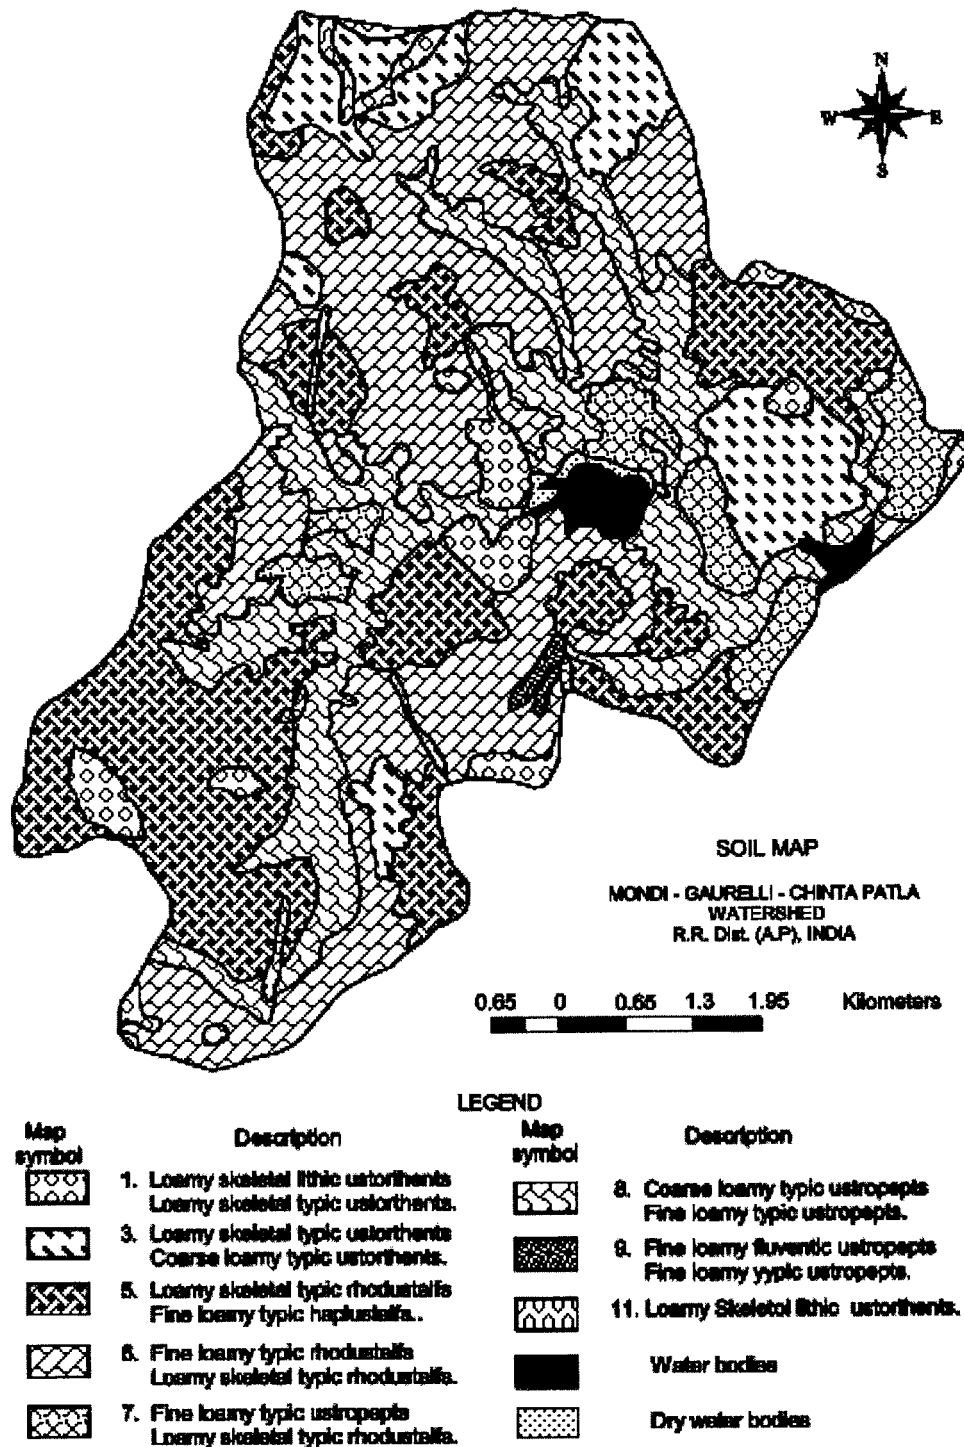 N
W E
S
SOIL MAP
MONDI - GAURELLI - CHINTA PATLA
WATERSHED
R.R. Dist. (A.P), INDIA
0.65 0 0.65 1.3 1.95 Kilometers
LEGEND
Map symbol
Description
1. Loamy skeletal lithic ustorthents
Loamy skeletal typic ustorthents.
3. Loamy skeletal typic ustorthents
Coarse loamy typic ustorthents.
5. Loamy skeletal typic rhodustalfs
Fine loamy typic haplustalfs..
6. Fine loamy typic rhodustalfs
Loamy skeletal typic rhodustalfs.
7. Fine loamy typic ustropepts
Loamy skeletal typic rhodustalfs.
Map symbol
Description
8. Coarse loamy typic ustropepts
Fine loamy typic ustropepts.
9. Fine loamy fluventic ustropepts
Fine loamy yypic ustropepts.
11. Loamy Skeletol lithic ustorthents.
Water bodies
Dry water bodies